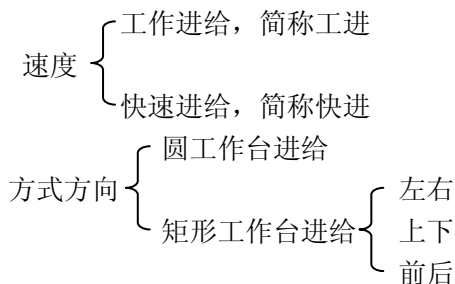 工作进给，简称工进
速度
快速进给，简称快进
圆工作台进给
方式方向
左右
矩形工作台进给
上下
前后